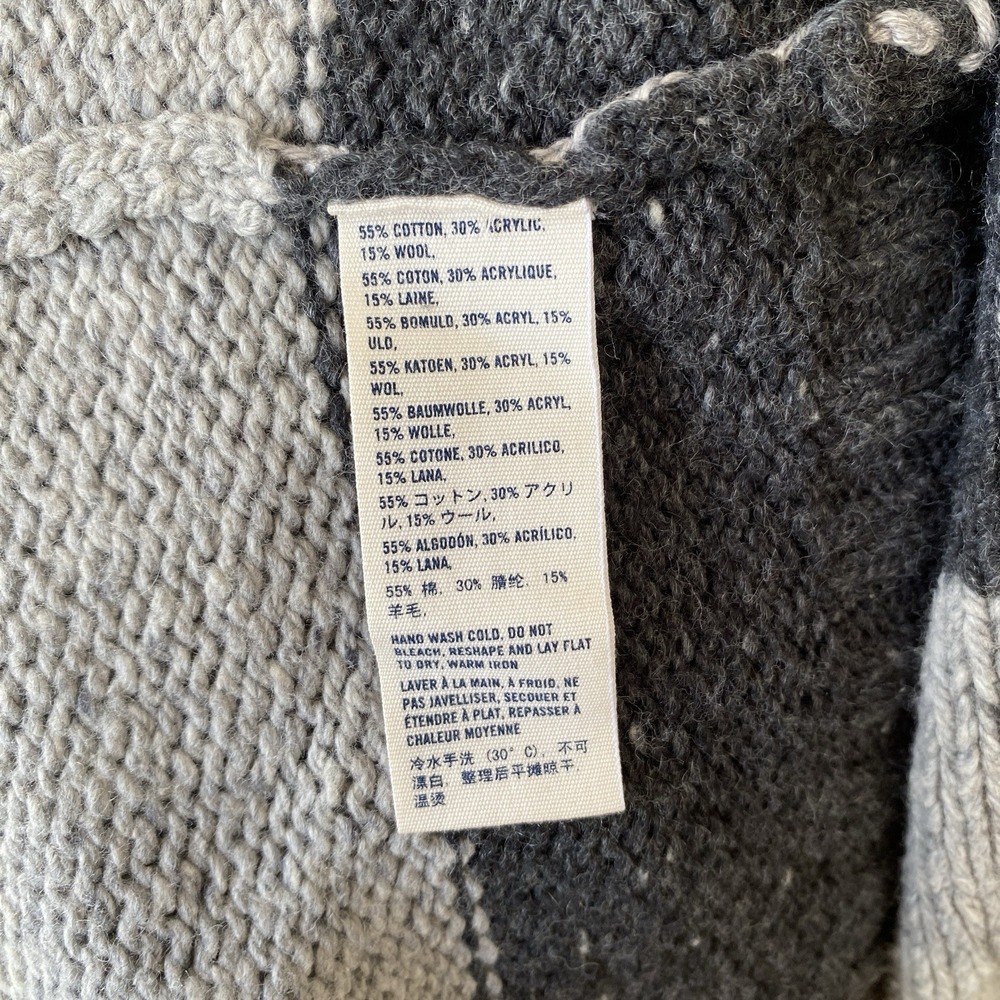 55% COTTON, 30% ACRYLIC,
15% WOOL,
55% COTON, 30% ACRYLIQUE,
15% LAINE,
55% BOMULD, 30% ACRYL, 15%
ULD,
55% KATOEN, 30% ACRYL, 15%
WOL,
55% BAUMWOLLE, 30% ACRYL,
15% WOLLE,
55% COTONE, 30% ACRILICO,
15% LANA,
55% コットン, 30% アクリ
ル, 15% ウール,
55% ALGODÓN, 30% ACRÍLICO,
15% LANA,
55% 棉, 30% 腈纶, 15%
羊毛,
HAND WASH COLD, DO NOT
BLEACH, RESHAPE AND LAY FLAT
TO DRY, WARM IRON
LAVER À LA MAIN, À FROID, NE
PAS JAVELLISER, SECOUER ET
ÉTENDRE À PLAT, REPASSER À
CHALEUR MOYENNE
冷水手洗 (30° C), 不可
漂白, 整理后平摊晾干,
温烫